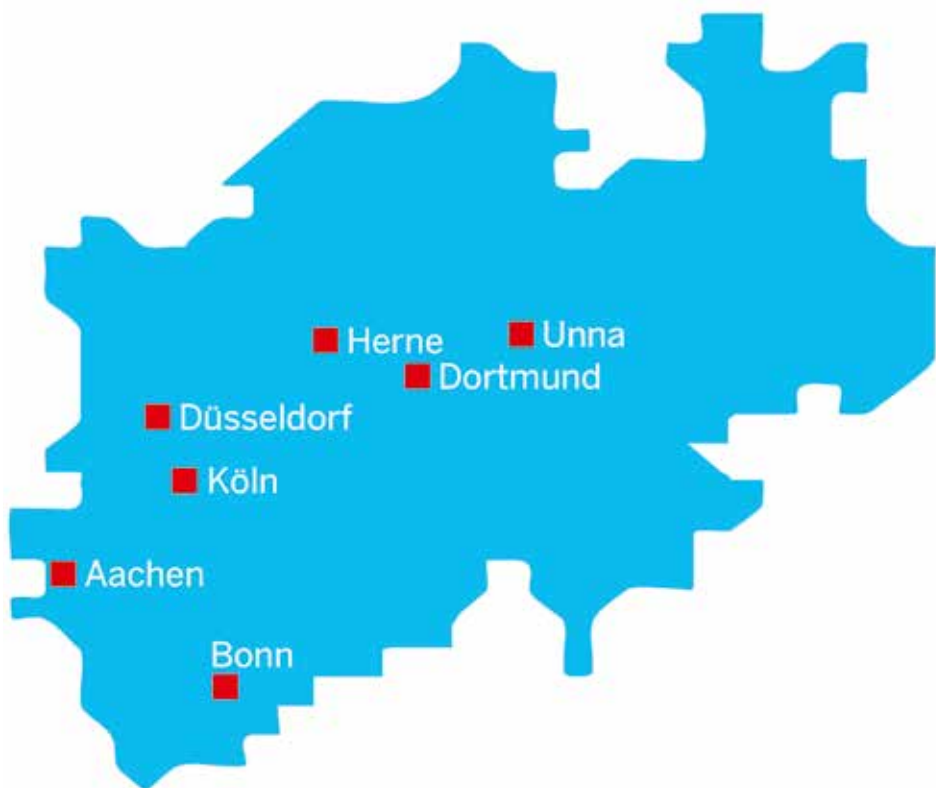 Herne
Unna
Dortmund
Düsseldorf
Köln
Aachen
Bonn